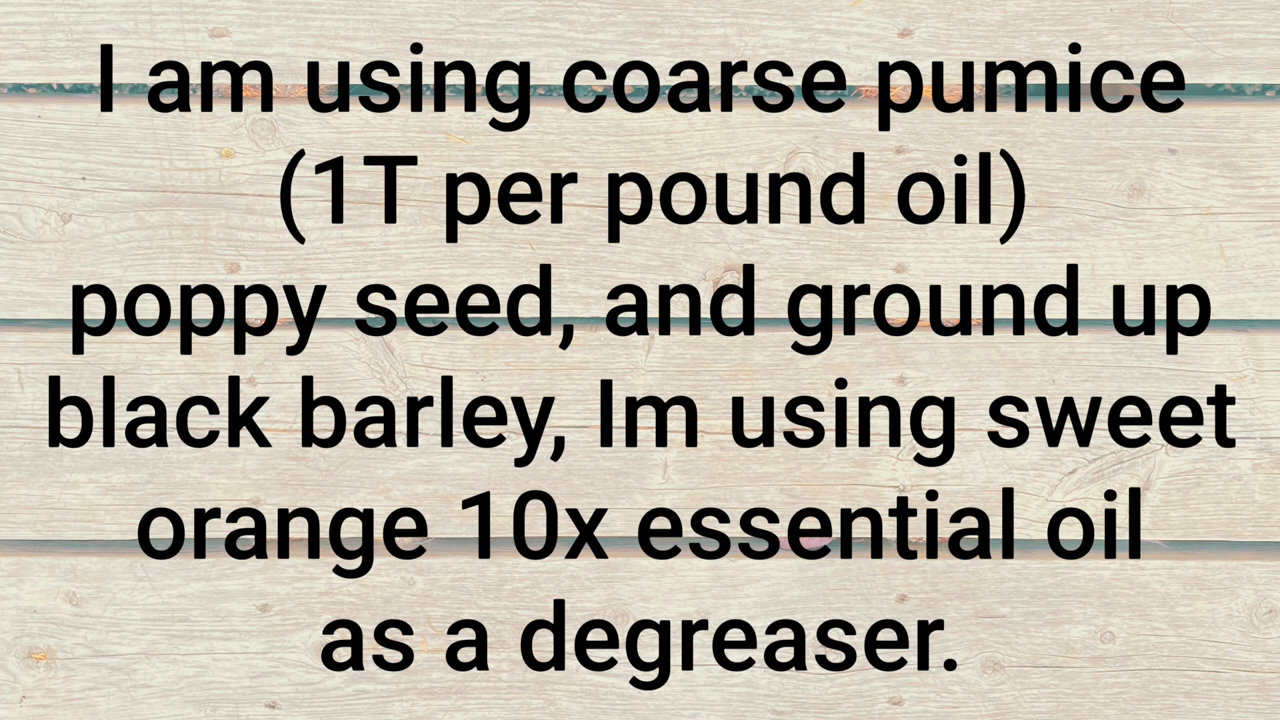 I am using coarse pumice
(1T per pound oil)
poppy seed, and ground up
black barley, Im using sweet
orange 10x essential oil
as a degreaser.